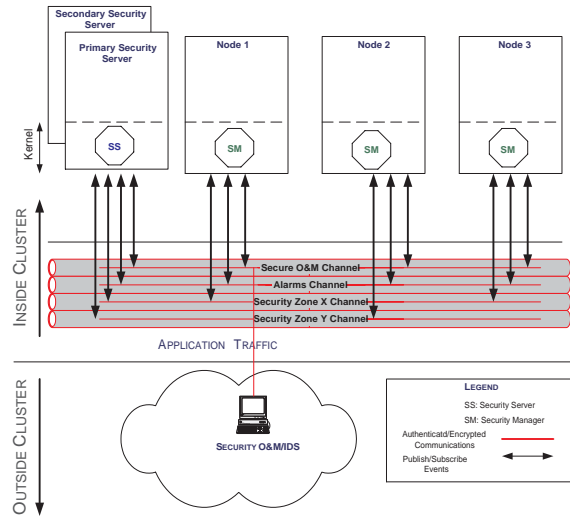 Secondary Security
Server
Primary Security
Server
Node 1
Node 2
Node 3
Kernel
SS
SM
SM
SM
INSIDE CLUSTER
Secure O&M Channel
Alarms Channel
Security Zone X Channel
Security Zone Y Channel
APPLICATION TRAFFIC
OUTSIDE CLUSTER
SECURITY O&M/IDS
LEGEND
SS: Security Server
SM: Security Manager
Authenticatd/Encrypted
Communications
Publish/Subscribe
Events